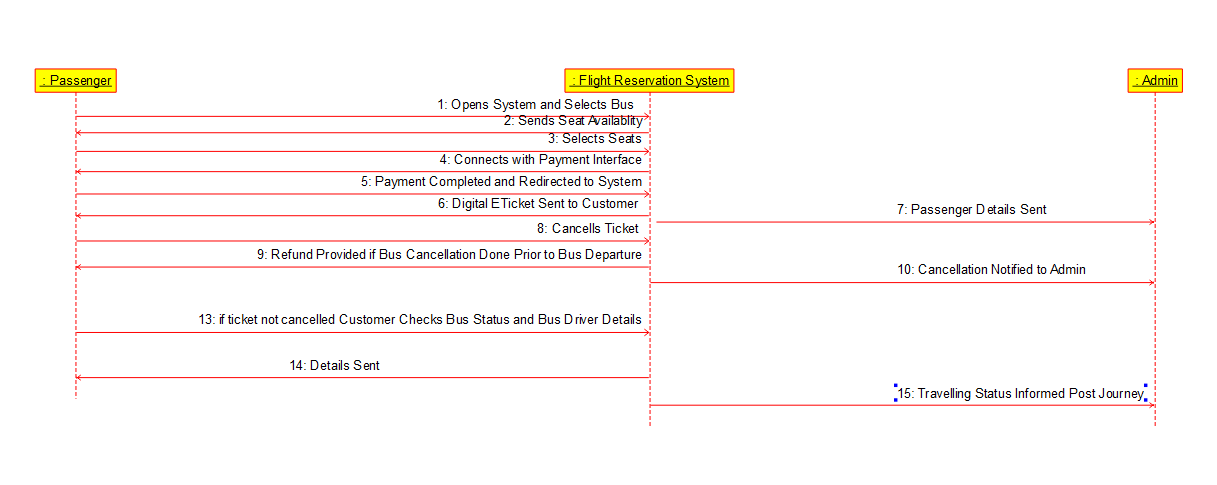 : Passenger
: Flight Reservation System
: Admin
1: Opens System and Selects Bus
2: Sends Seat Availablity
3: Selects Seats
4: Connects with Payment Interface
5: Payment Completed and Redirected to System
6: Digital ETicket Sent to Customer
7: Passenger Details Sent
8: Cancells Ticket
9: Refund Provided if Bus Cancellation Done Prior to Bus Departure
10: Cancellation Notified to Admin
13: if ticket not cancelled Customer Checks Bus Status and Bus Driver Details
14: Details Sent
15: Travelling Status Informed Post Journey